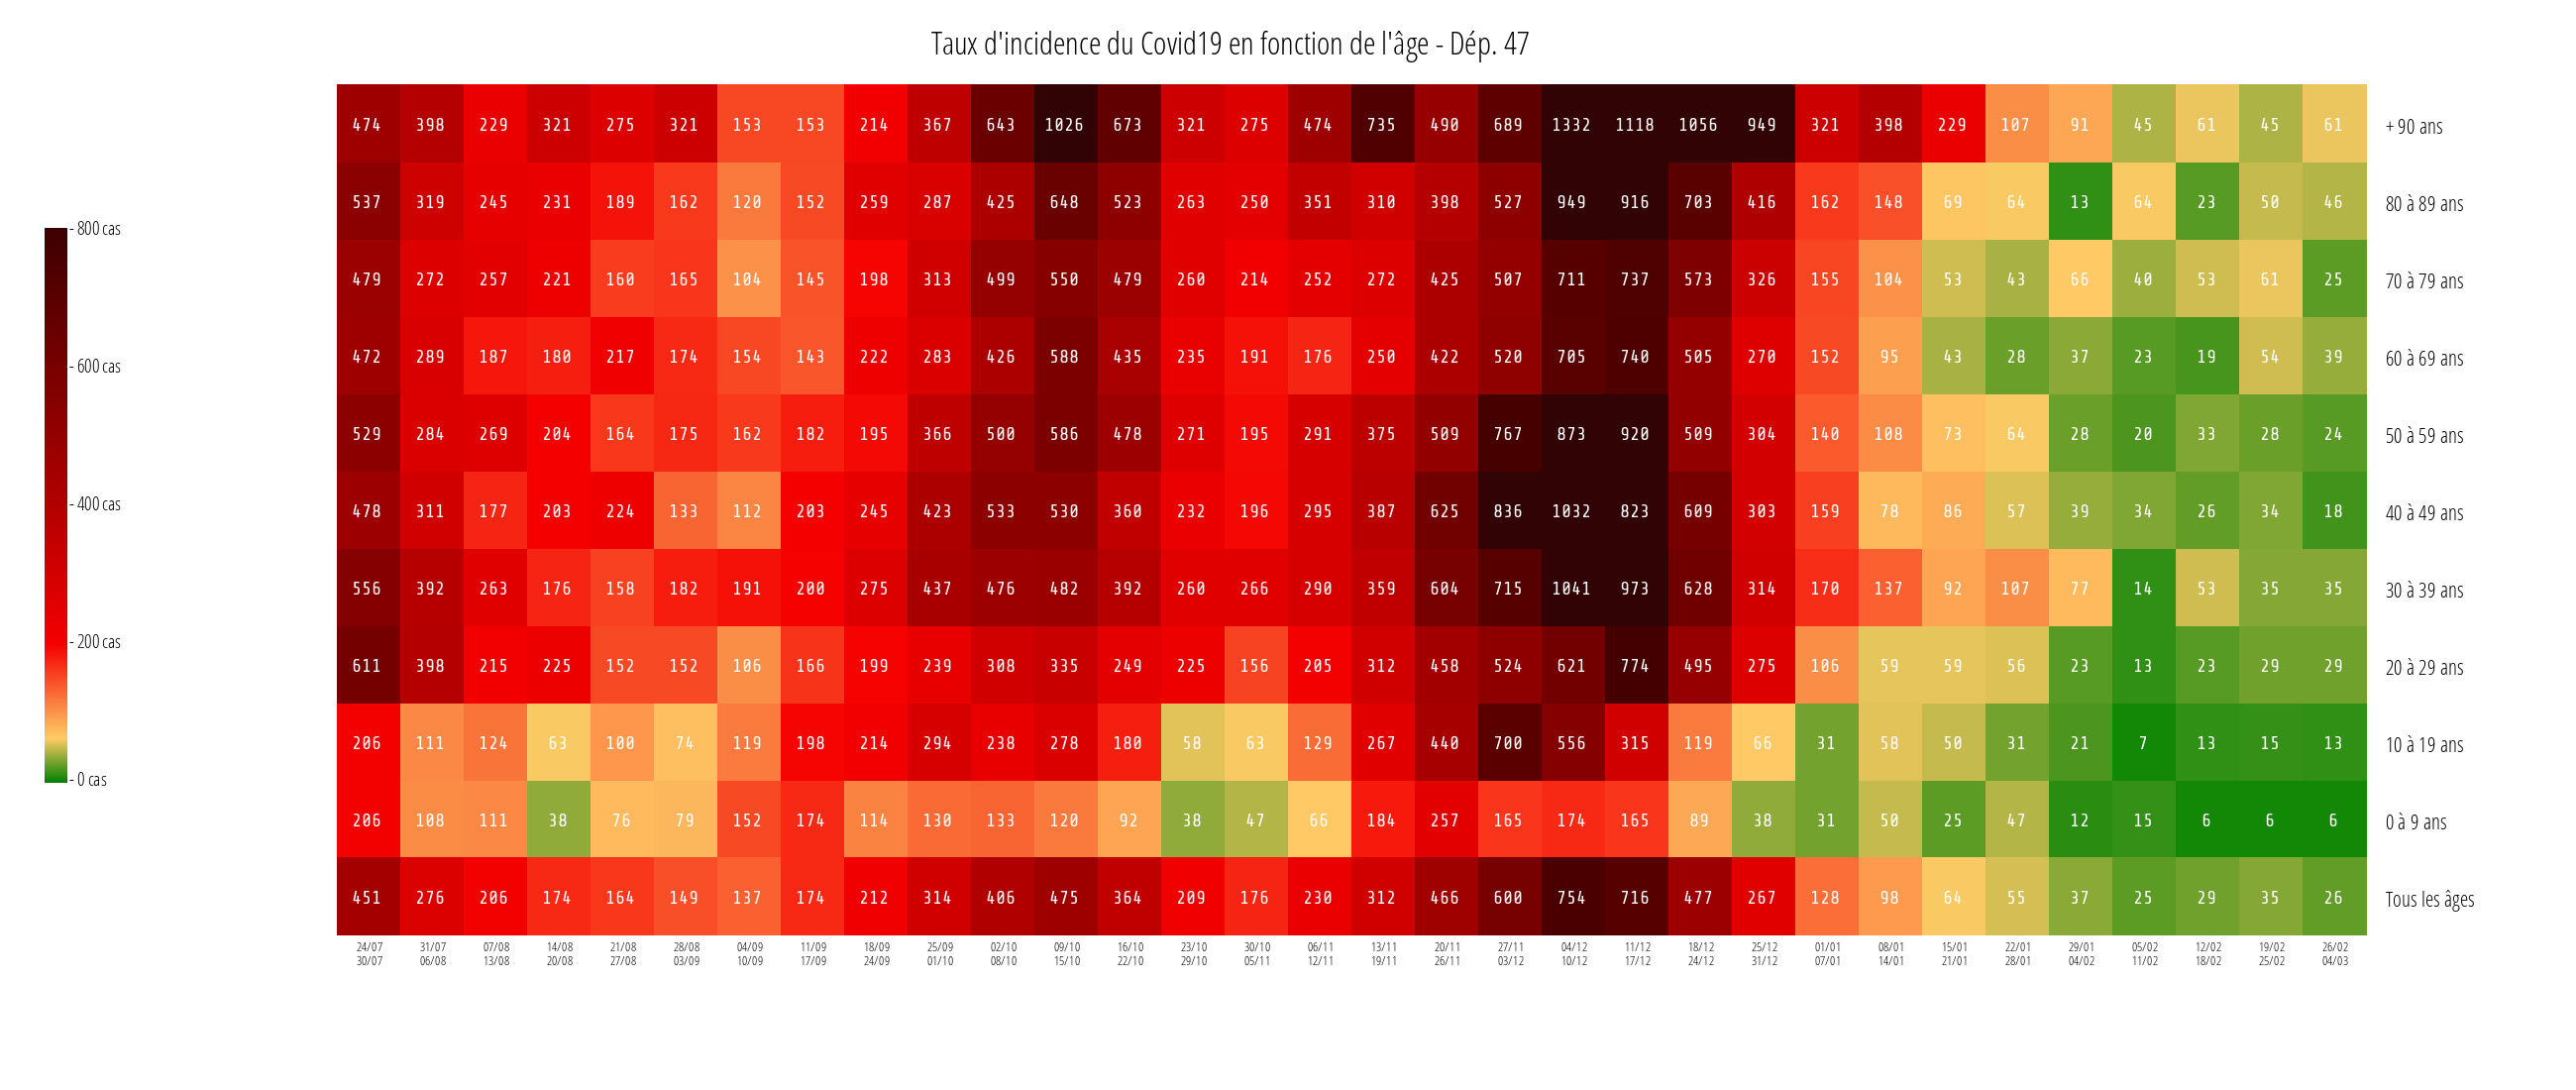 Taux d'incidence du Covid19 en fonction de l'âge - Dép. 47
- 800 cas
- 600 cas
- 400 cas
- 200 cas
- 0 cas
474 398 229 321 275 321 153 153 214 367 643 1026 673 321 275 474 735 490 689 1332 1118 1056 949 321 398 229 107 91 45 61 45 61 + 90 ans
537 319 245 231 189 162 120 152 259 287 425 648 523 263 250 351 310 398 527 949 916 703 416 162 148 69 64 13 64 23 50 46 80 à 89 ans
479 272 257 221 160 165 104 145 198 313 499 550 479 260 214 252 272 425 507 711 737 573 326 155 104 53 43 66 40 53 61 25 70 à 79 ans
472 289 187 180 217 174 154 143 222 283 426 588 435 235 191 176 250 422 520 705 740 505 270 152 95 43 28 37 23 19 54 39 60 à 69 ans
529 284 269 204 164 175 162 182 195 366 500 586 478 271 195 291 375 509 767 873 920 509 304 140 108 73 64 28 20 33 28 24 50 à 59 ans
478 311 177 203 224 133 112 203 245 423 533 530 360 232 196 295 387 625 836 1032 823 609 303 159 78 86 57 39 34 26 34 18 40 à 49 ans
556 392 263 176 158 182 191 200 275 437 476 482 392 260 266 290 359 604 715 1041 973 628 314 170 137 92 107 77 14 53 35 35 30 à 39 ans
611 398 215 225 152 152 106 166 199 239 308 335 249 225 156 205 312 458 524 621 774 495 275 106 59 59 56 23 13 23 29 29 20 à 29 ans
206 111 124 63 100 74 119 198 214 294 238 278 180 58 63 129 267 440 700 556 315 119 66 31 58 50 31 21 7 13 15 13 10 à 19 ans
206 108 111 38 76 79 152 174 114 130 133 120 92 38 47 66 184 257 165 174 165 89 38 31 50 25 47 12 15 6 6 6 0 à 9 ans
451 276 206 174 164 149 137 174 212 314 406 475 364 209 176 230 312 466 600 754 716 477 267 128 98 64 55 37 25 29 35 26 Tous les âges
24/07 31/07 07/08 14/08 21/08 28/08 04/09 11/09 18/09 25/09 02/10 09/10 16/10 23/10 30/10 06/11 13/11 20/11 27/11 04/12 11/12 18/12 25/12 01/01 08/01 15/01 22/01 29/01 05/02 12/02 19/02 26/02
30/07 06/08 13/08 20/08 27/08 03/09 10/09 17/09 24/09 01/10 08/10 15/10 22/10 29/10 05/11 12/11 19/11 26/11 03/12 10/12 17/12 24/12 31/12 07/01 14/01 21/01 28/01 04/02 11/02 18/02 25/02 04/03